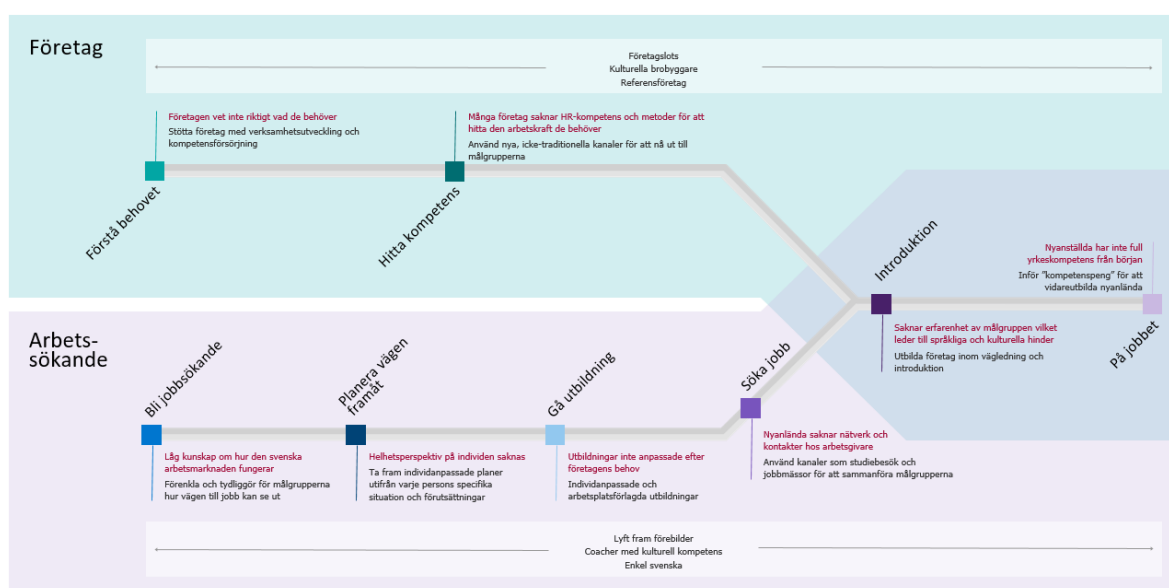 Företag
Företagslots
Kulturella brobyggare
Referensföretag
Företagen vet inte riktigt vad de behöver
Stötta företag med verksamhetsutveckling och
kompetensförsörjning
Många företag saknar HR-kompetens och metoder för att
hitta den arbetskraft de behöver
Använd nya, icke-traditionella kanaler för att nå ut till
målgrupperna
Förstå behovet
Hitta kompetens
Introduktion
Nyanställda har inte full
yrkeskompetens från början
Inför ”kompetenspeng” för att
vidareutbilda nyanlända
Saknar erfarenhet av målgruppen vilket
leder till språkliga och kulturella hinder
Utbilda företag inom vägledning och
introduktion
På jobbet
Arbets-
sökande
Bli jobbsökande
Planera vägen
framåt
Gå utbildning
Söka jobb
Låg kunskap om hur den svenska
arbetsmarknaden fungerar
Förenkla och tydliggör för målgrupperna
hur vägen till jobb kan se ut
Helhetsperspektiv på individen saknas
Ta fram individanpassade planer
utifrån varje persons specifika
situation och förutsättningar
Utbildningar inte anpassade efter
företagens behov
Individanpassade och
arbetsplatsförlagda utbildningar
Nyanlända saknar nätverk och
kontakter hos arbetsgivare
Använd kanaler som studiebesök och
jobbmässor för att sammanföra målgrupperna
Lyft fram förebilder
Coacher med kulturell kompetens
Enkel svenska